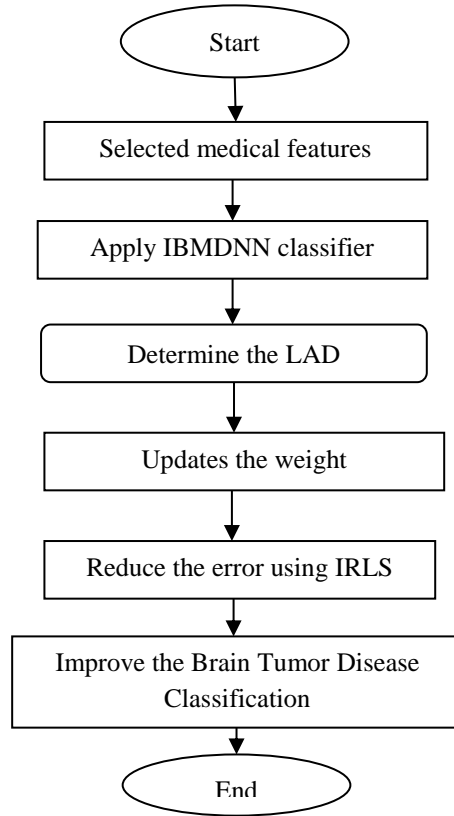 Start
Selected medical features
Apply IBMDNN classifier
Determine the LAD
Updates the weight
Reduce the error using IRLS
Improve the Brain Tumor Disease
Classification
End